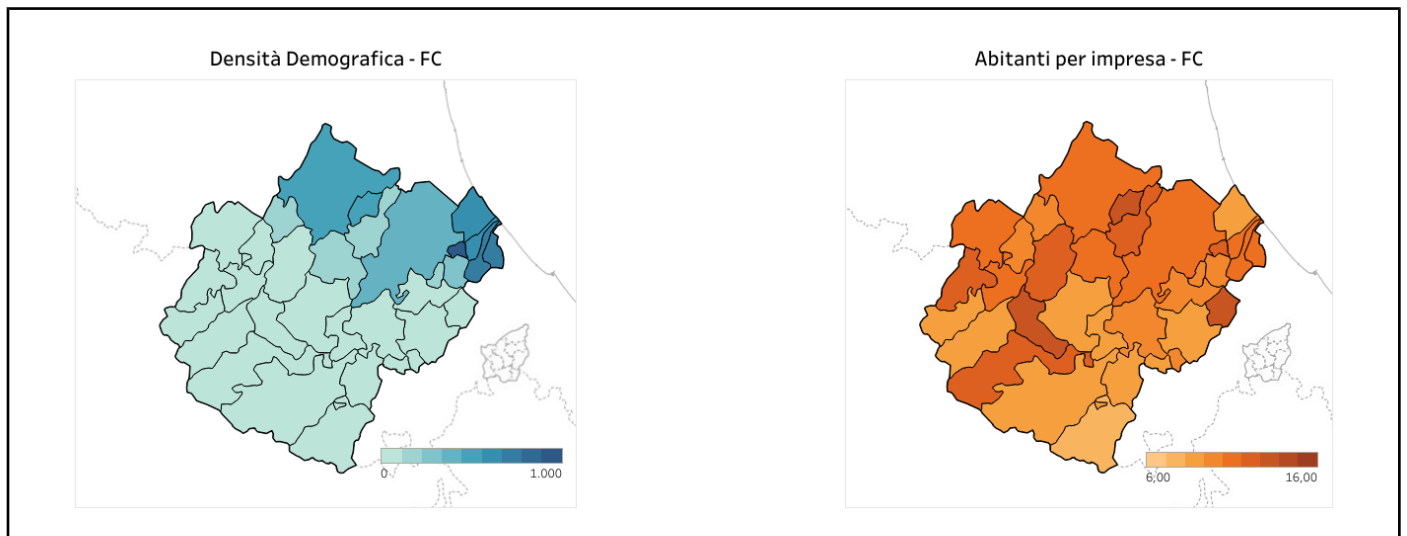 Densità Demografica - FC
Abitanti per impresa - FC
0
1.000
6,00
16,00